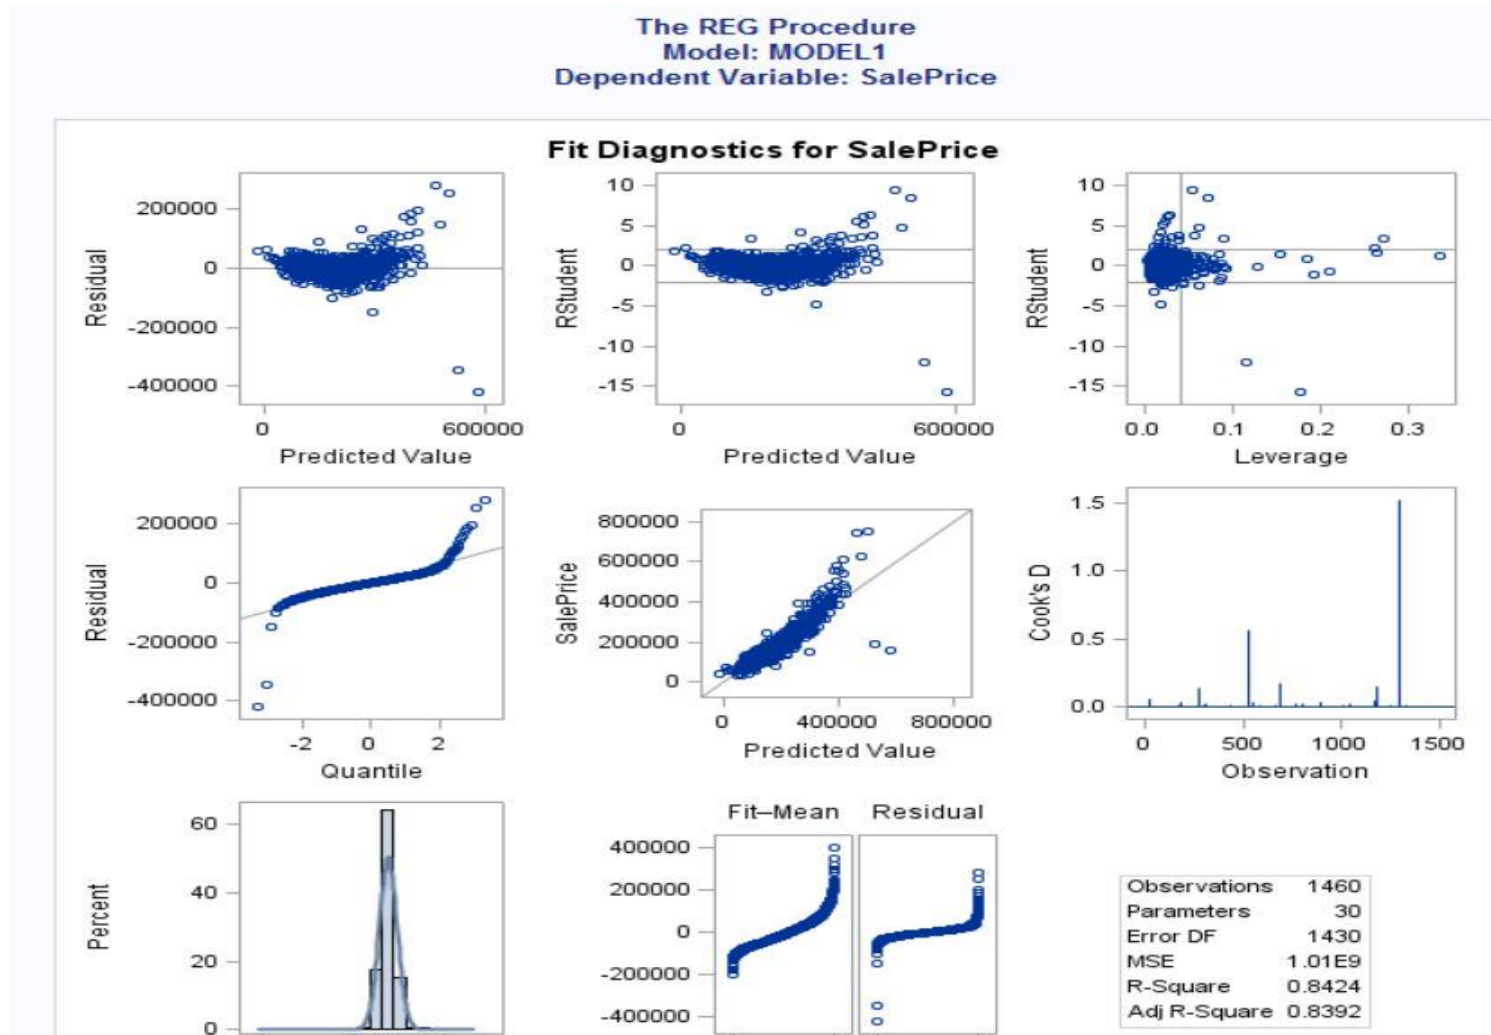 The REG Procedure
Model: MODEL1
Dependent Variable: SalePrice
Fit Diagnostics for SalePrice
Residual
200000
0
-200000
-400000
0
600000
Predicted Value
RStudent
10
5
0
-5
-10
-15
0
600000
Predicted Value
RStudent
10
5
0
-5
-10
-15
0.0
0.1
0.2
0.3
Leverage
Residual
200000
0
-200000
-400000
-2
0
2
Quantile
SalePrice
800000
600000
400000
200000
0
0
400000
800000
Predicted Value
Cook's D
1.5
1.0
0.5
0.0
0
500
1000
1500
Observation
Percent
60
40
20
0
Fit–Mean
Residual
400000
200000
0
-200000
-400000
Observations 1460
Parameters 30
Error DF 1430
MSE 1.01E9
R-Square 0.8424
Adj R-Square 0.8392